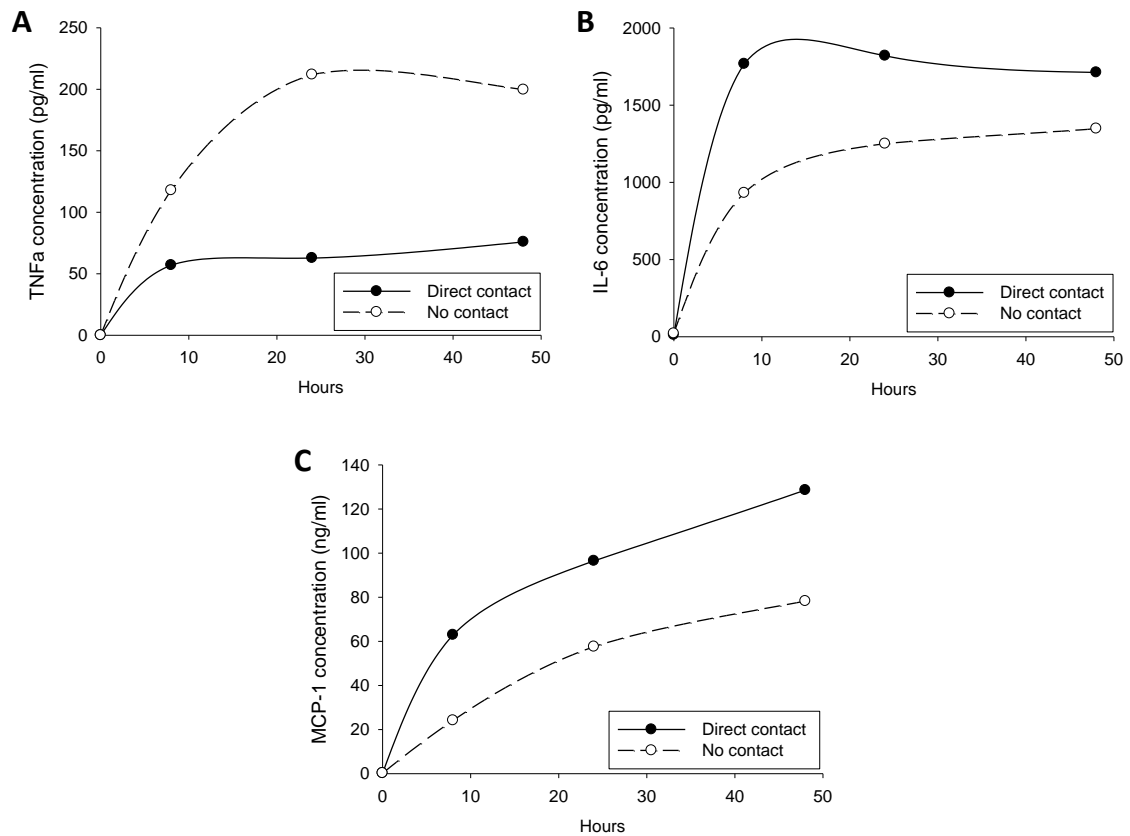 A
TNFa concentration (pg/ml)
250
200
150
100
50
0
Direct contact
No contact
0 10 20 30 40 50
Hours
B
IL-6 concentration (pg/ml)
2000
1500
1000
500
0
Direct contact
No contact
0 10 20 30 40 50
Hours
C
MCP-1 concentration (ng/ml)
140
120
100
80
60
40
20
0
Direct contact
No contact
0 10 20 30 40 50
Hours